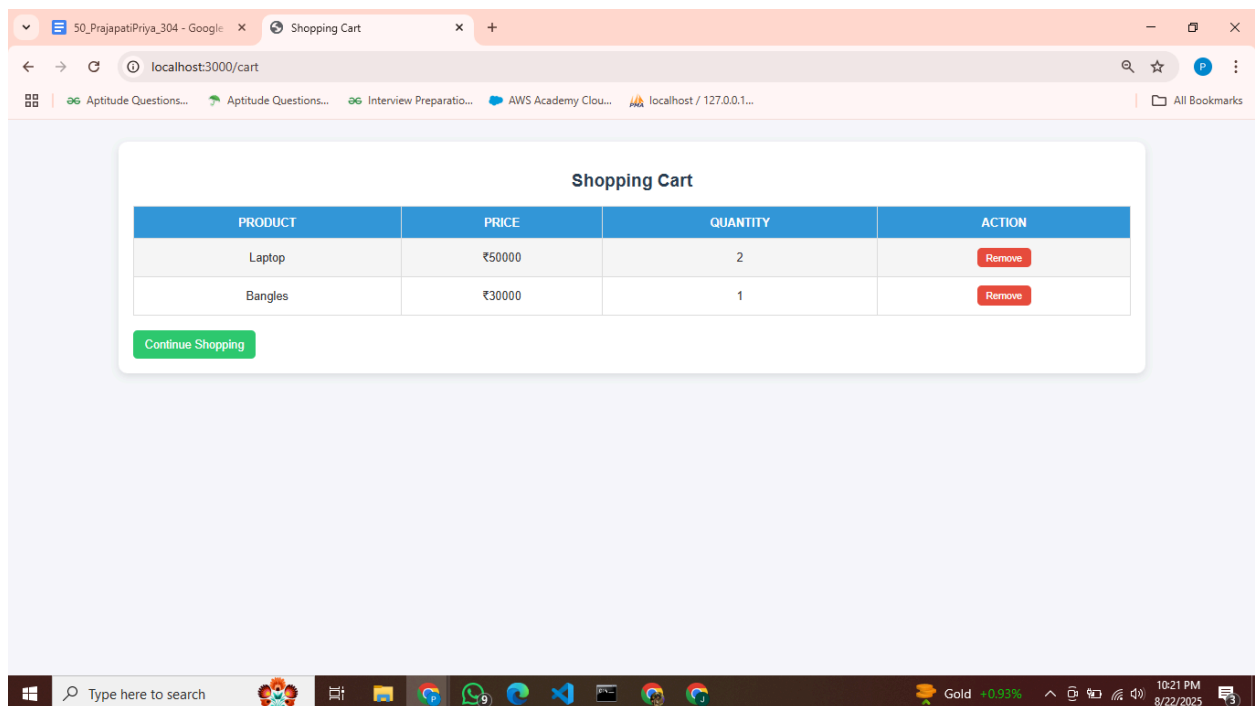 50_PrajapatiPriya_304 - Google
Shopping Cart
localhost:3000/cart
P
Aptitude Questions...
Aptitude Questions...
Interview Preparatio...
AWS Academy Clou...
localhost / 127.0.0.1...
All Bookmarks
Shopping Cart
PRODUCT PRICE QUANTITY ACTION
Laptop ₹50000 2 Remove
Bangles ₹30000 1 Remove
Continue Shopping
Type here to search
9
Gold +0.93%
10:21 PM
8/22/2025
3